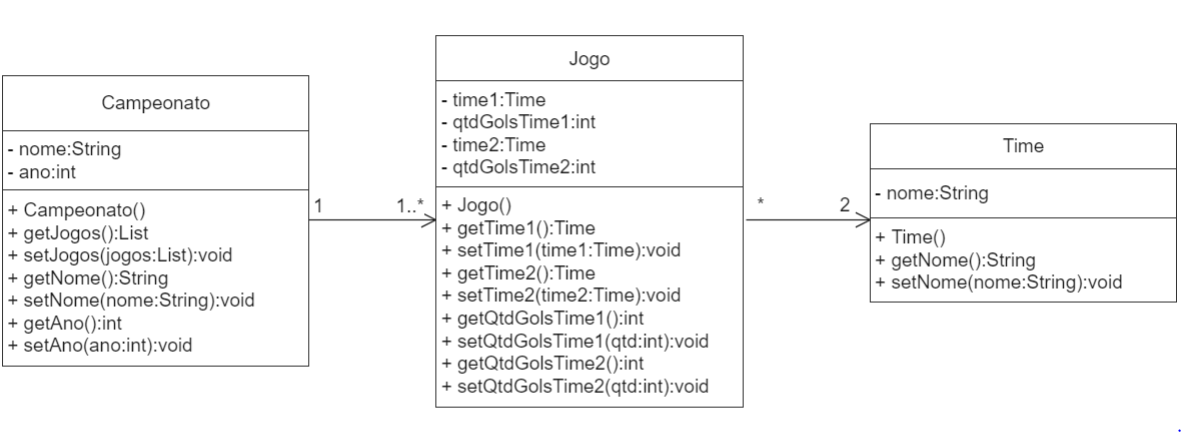 Campeonato
- nome:String
- ano:int
+ Campeonato()
+ getJogos():List
+ setJogos(jogos:List):void
+ getNome():String
+ setNome(nome:String):void
+ getAno():int
+ setAno(ano:int):void
1
1..*
Jogo
- time1:Time
- qtdGolsTime1:int
- time2:Time
- qtdGolsTime2:int
+ Jogo()
+ getTime1():Time
+ setTime1(time1:Time):void
+ getTime2():Time
+ setTime2(time2:Time):void
+ getQtdGolsTime1():int
+ setQtdGolsTime1(qtd:int):void
+ getQtdGolsTime2():int
+ setQtdGolsTime2(qtd:int):void
*
2
Time
- nome:String
+ Time()
+ getNome():String
+ setNome(nome:String):void
.